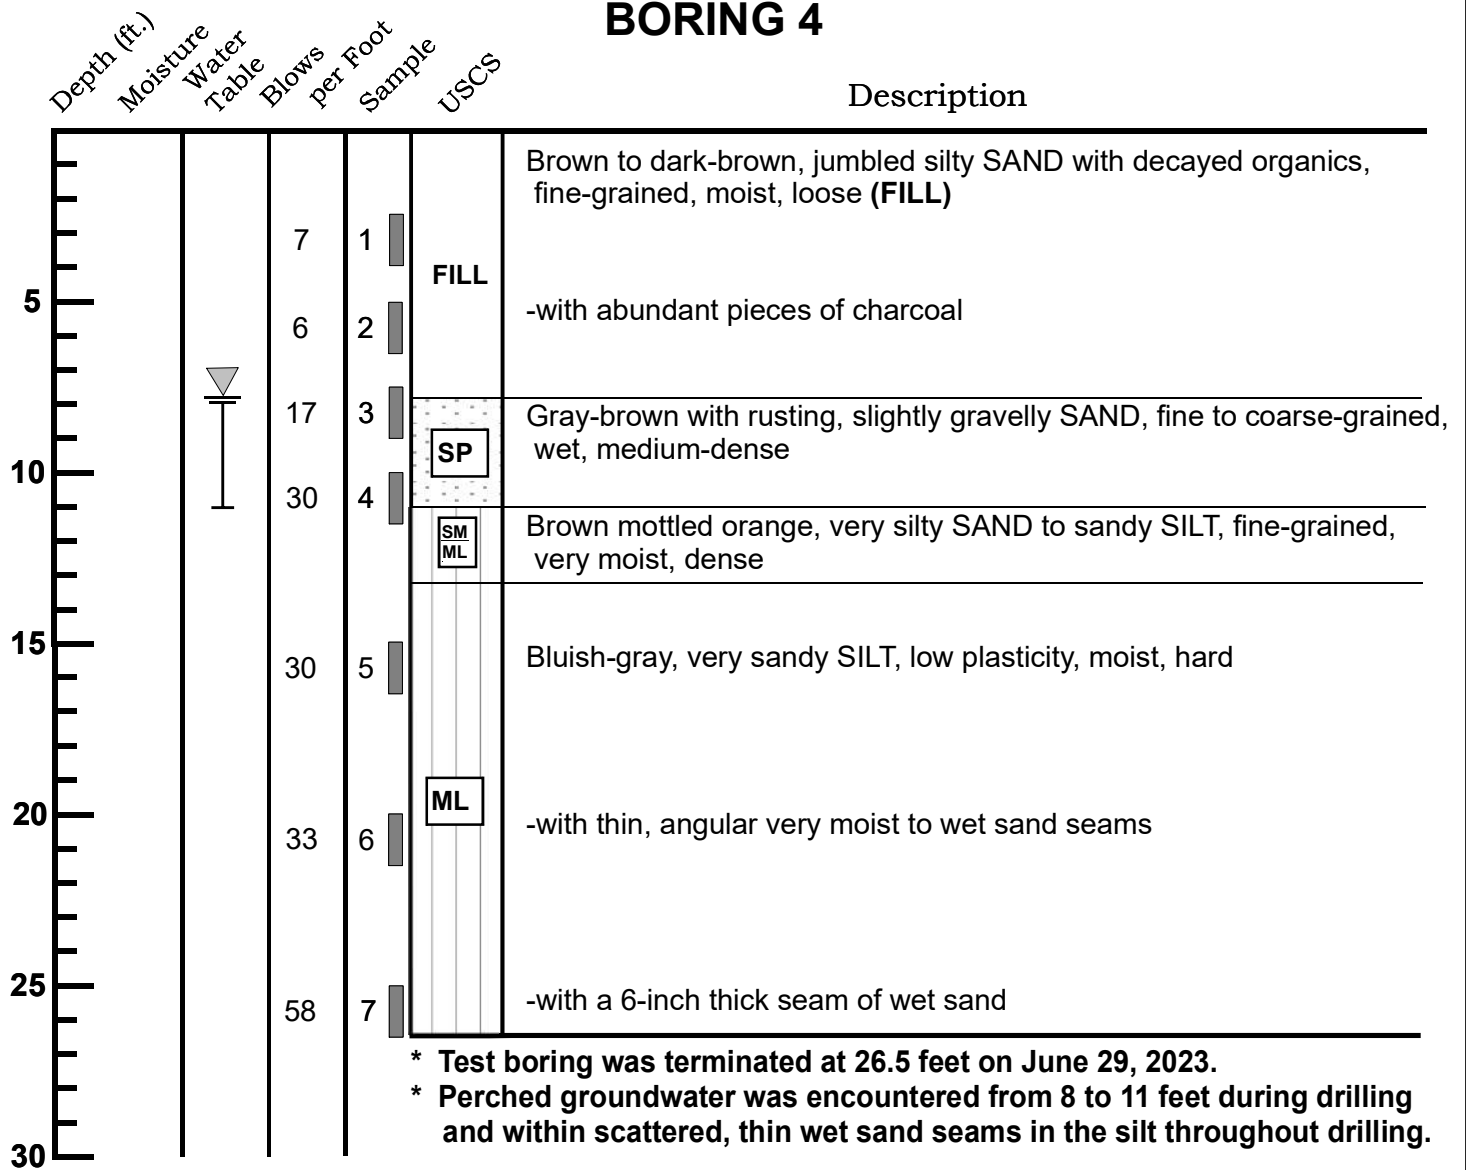 BORING 4
Depth (ft.)
Moisture
Water
Table
Blows
per Foot
Sample
USCS
Description
Brown to dark-brown, jumbled silty SAND with decayed organics,
fine-grained, moist, loose (FILL)
7 1
FILL
5
-with abundant pieces of charcoal
6 2
17 3
Gray-brown with rusting, slightly gravelly SAND, fine to coarse-grained,
wet, medium-dense
SP
10
30 4
SM
ML
Brown mottled orange, very silty SAND to sandy SILT, fine-grained,
very moist, dense
15
30 5
Bluish-gray, very sandy SILT, low plasticity, moist, hard
ML
20
33 6
-with thin, angular very moist to wet sand seams
25
58 7
-with a 6-inch thick seam of wet sand
* Test boring was terminated at 26.5 feet on June 29, 2023.
* Perched groundwater was encountered from 8 to 11 feet during drilling
and within scattered, thin wet sand seams in the silt throughout drilling.
30